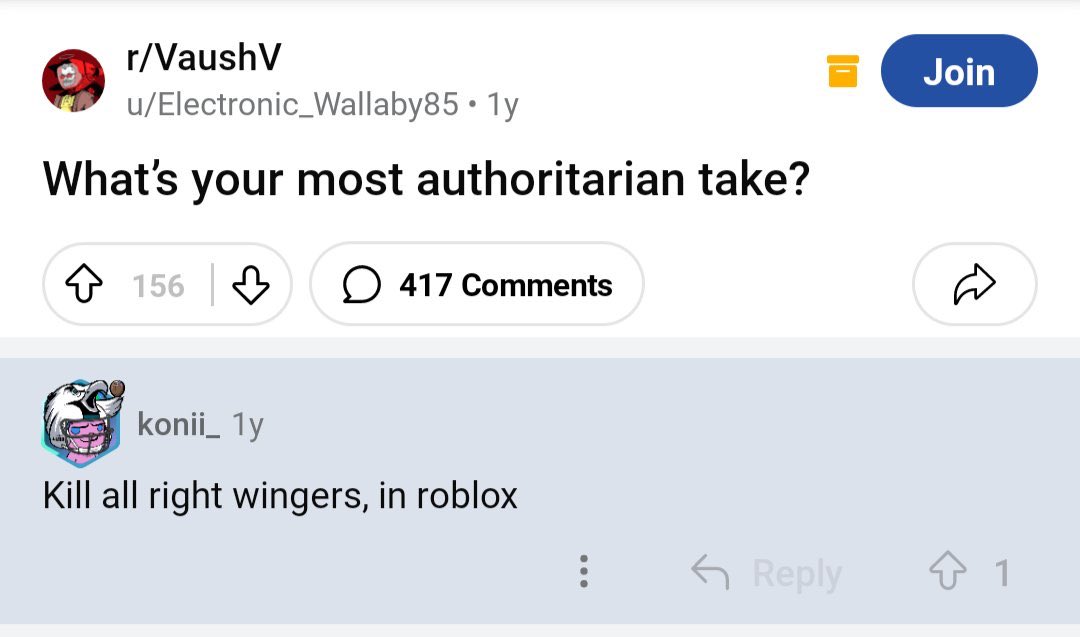 r/VaushV
u/Electronic_Wallaby85 • 1y
Join
What's your most authoritarian take?
156
417 Comments
konii_ 1y
Kill all right wingers, in roblox
Reply 1